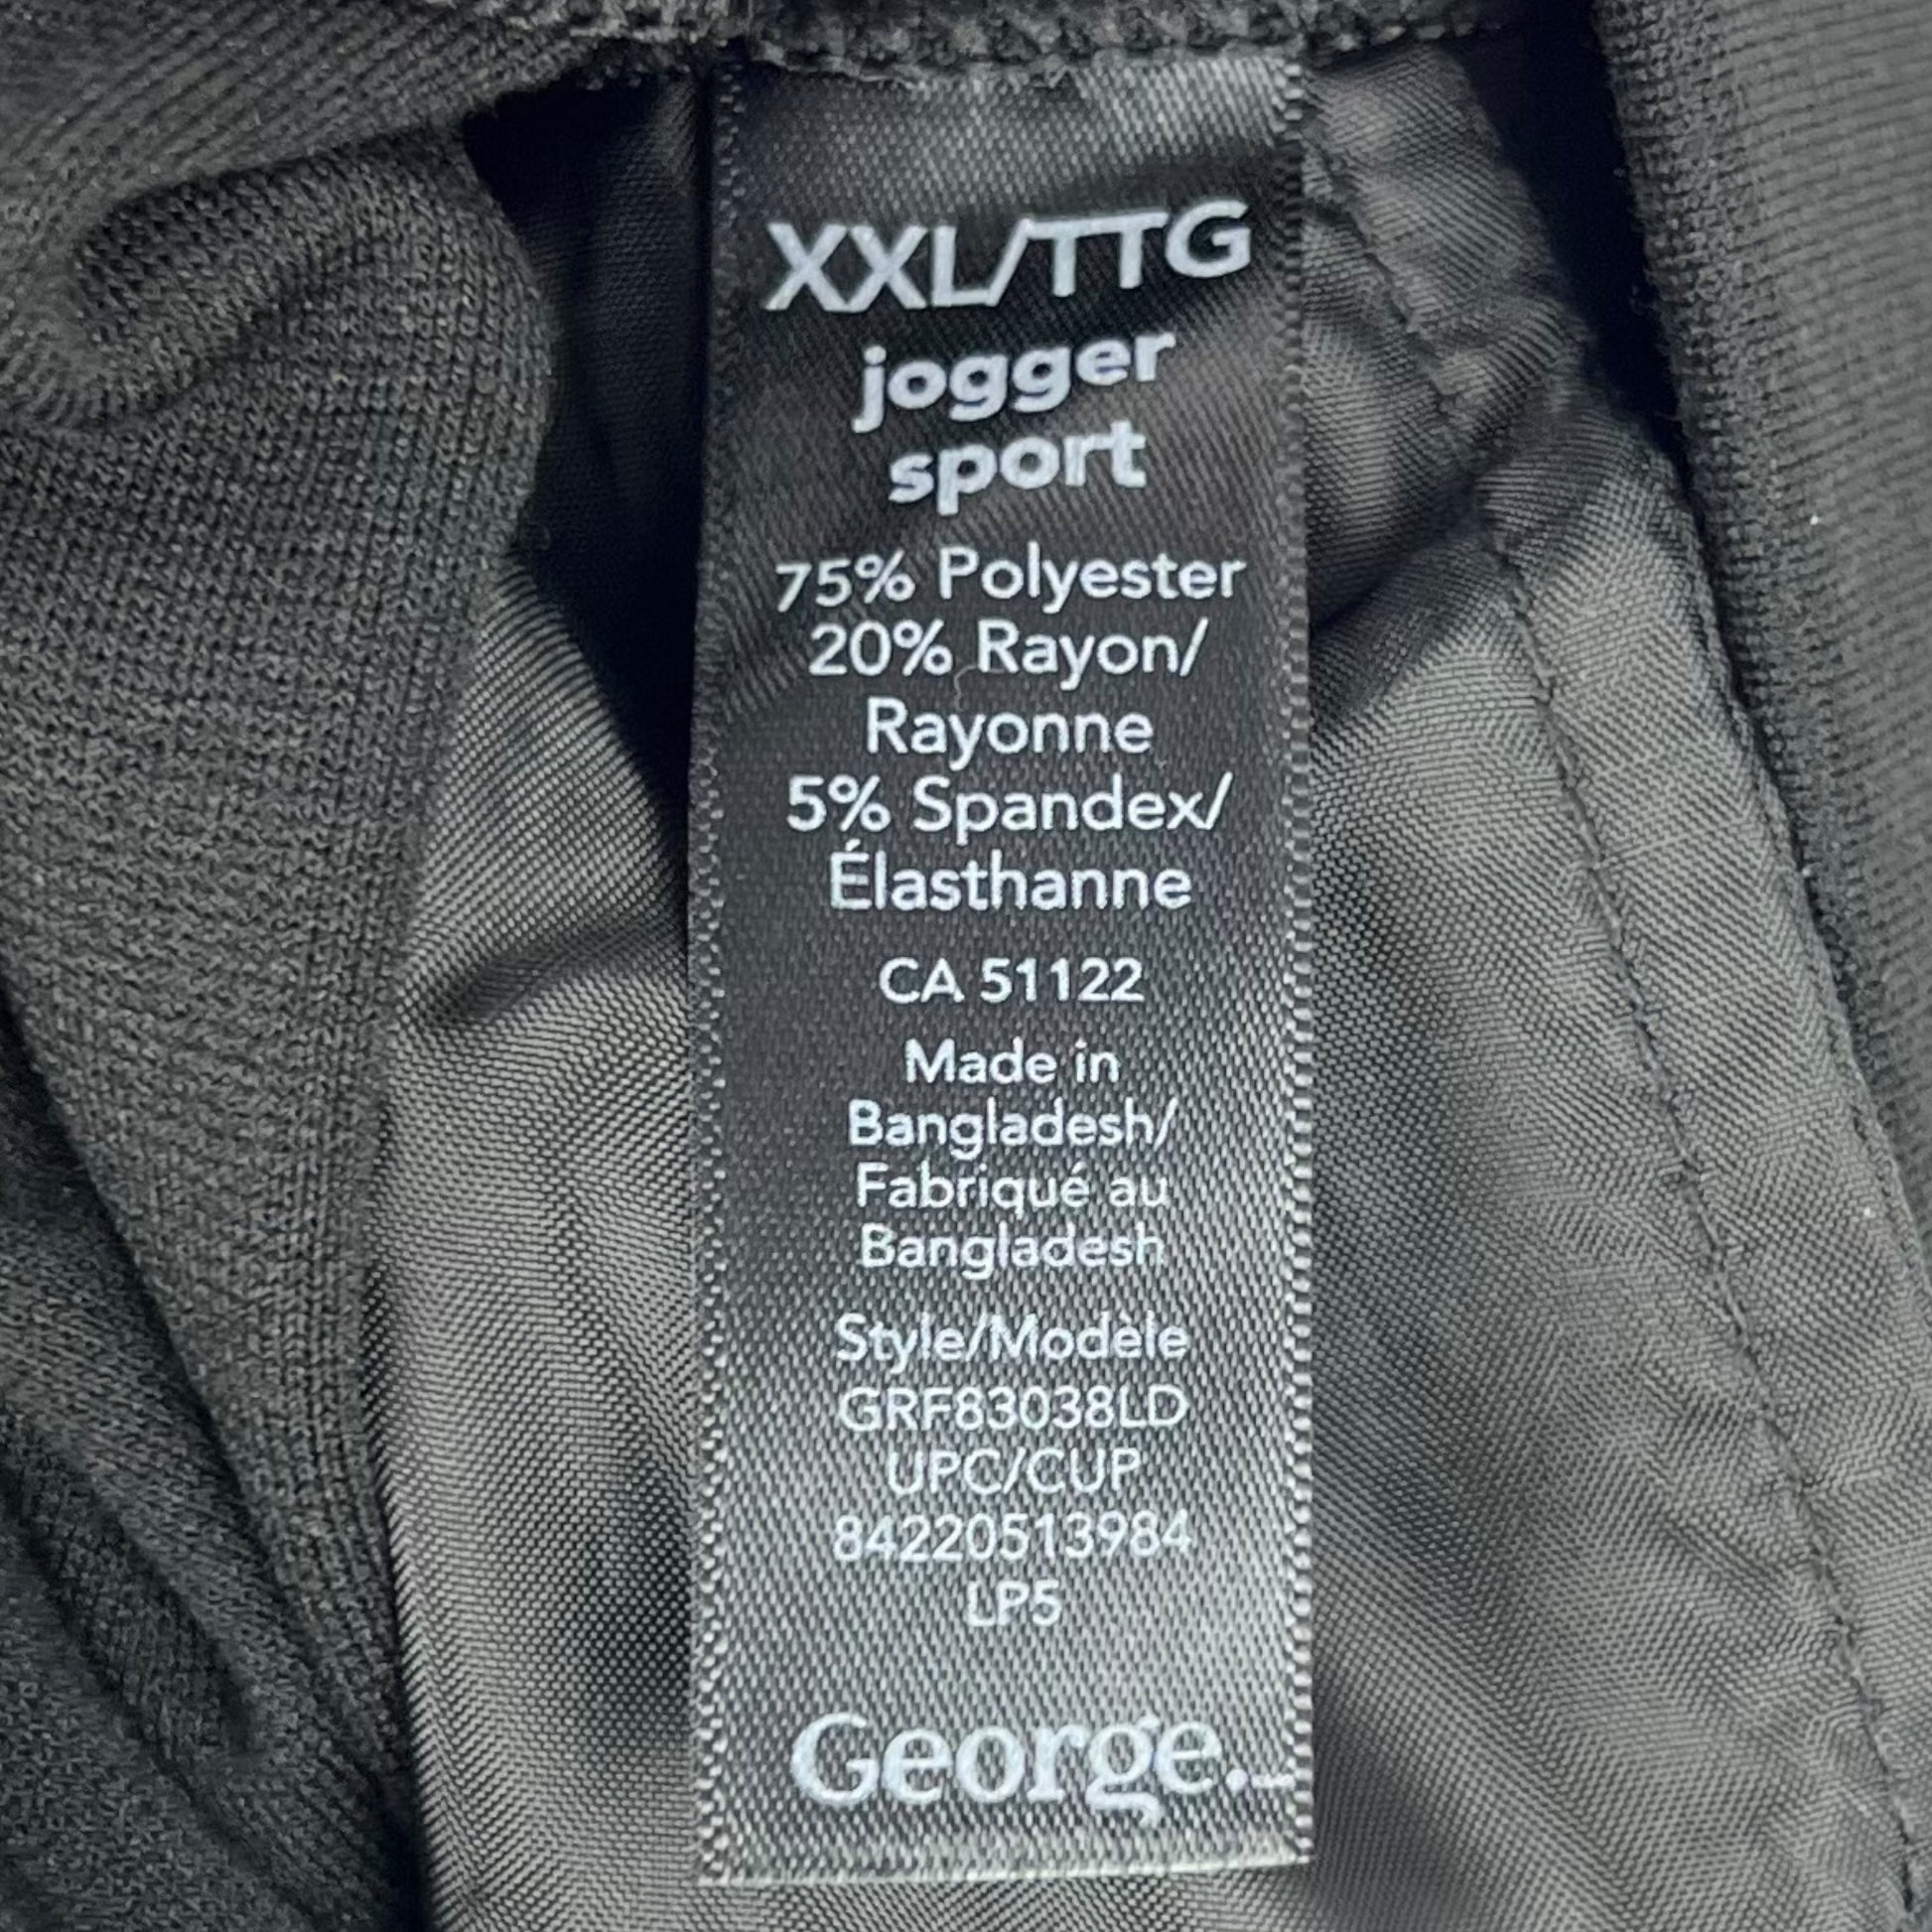 XXL/TTG
jogger
sport
75% Polyester
20% Rayon/
Rayonne
5% Spandex/
Élasthanne
CA 51122
Made in
Bangladesh/
Fabriqué au
Bangladesh
Style/Modèle
GRF83038LD
UPC/CUP
84220513984
LP5
George.